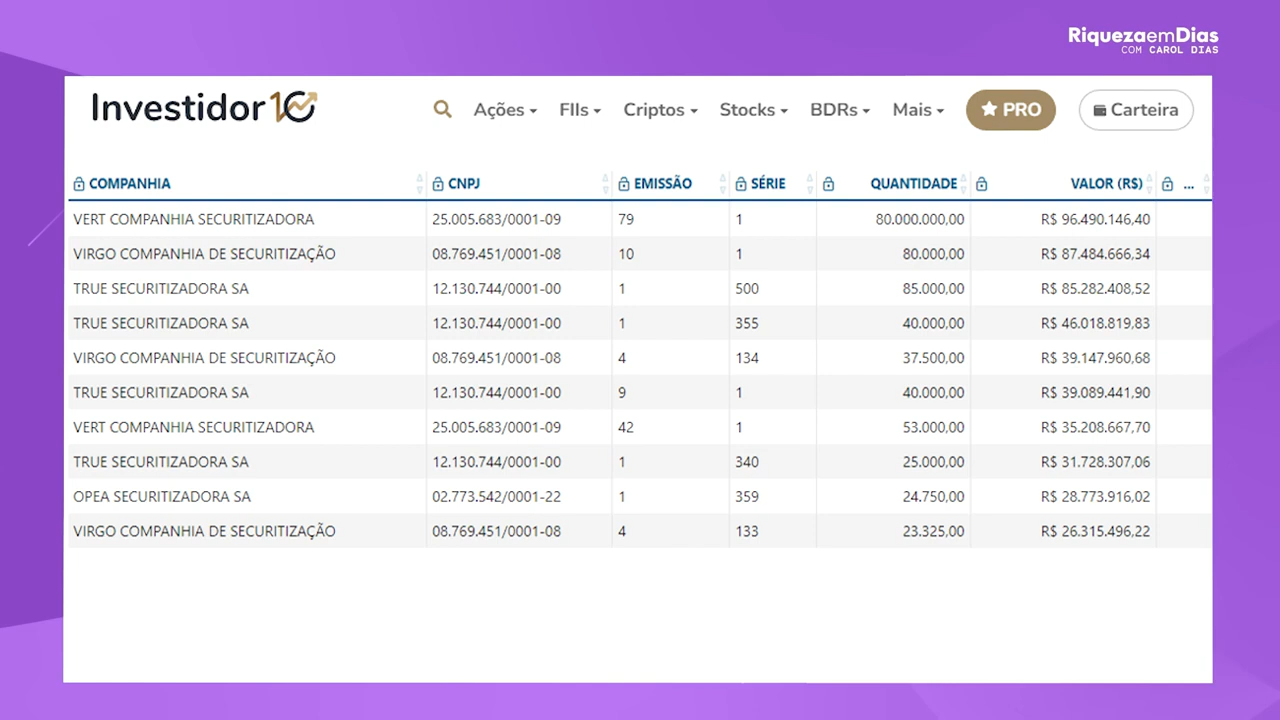 RiquezaemDias
COM CAROL DIAS
Investidor10
Ações FIIs Criptos Stocks BDRs Mais PRO Carteira
COMPANHIA CNPJ EMISSÃO SÉRIE QUANTIDADE VALOR (R$) ...
VERT COMPANHIA SECURITIZADORA 25.005.683/0001-09 79 1 80.000.000,00 R$ 96.490.146,40
VIRGO COMPANHIA DE SECURITIZAÇÃO 08.769.451/0001-08 10 1 80.000,00 R$ 87.484.666,34
TRUE SECURITIZADORA SA 12.130.744/0001-00 1 500 85.000,00 R$ 85.282.408,52
TRUE SECURITIZADORA SA 12.130.744/0001-00 1 355 40.000,00 R$ 46.018.819,83
VIRGO COMPANHIA DE SECURITIZAÇÃO 08.769.451/0001-08 4 134 37.500,00 R$ 39.147.960,68
TRUE SECURITIZADORA SA 12.130.744/0001-00 9 1 40.000,00 R$ 39.089.441,90
VERT COMPANHIA SECURITIZADORA 25.005.683/0001-09 42 1 53.000,00 R$ 35.208.667,70
TRUE SECURITIZADORA SA 12.130.744/0001-00 1 340 25.000,00 R$ 31.728.307,06
OPEA SECURITIZADORA SA 02.773.542/0001-22 1 359 24.750,00 R$ 28.773.916,02
VIRGO COMPANHIA DE SECURITIZAÇÃO 08.769.451/0001-08 4 133 23.325,00 R$ 26.315.496,22